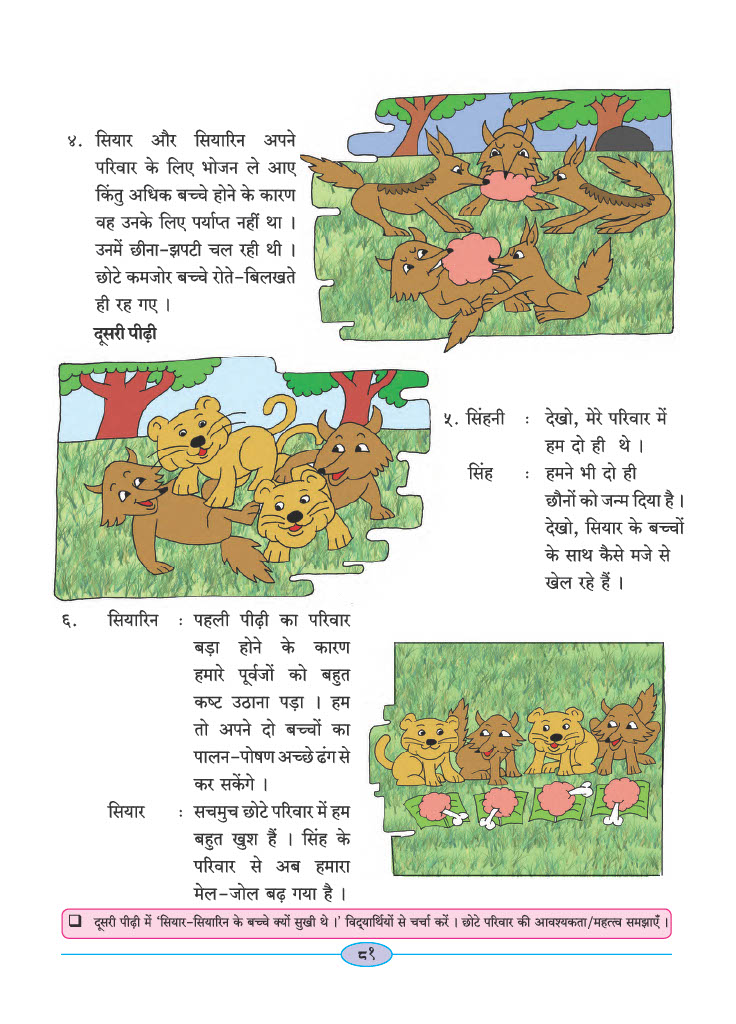 ४. सियार और सियारिन अपने
परिवार के लिए भोजन ले आए
किंतु अधिक बच्चे होने के कारण
वह उनके लिए पर्याप्त नहीं था ।
उनमें छीना-झपटी चल रही थी ।
छोटे कमजोर बच्चे रोते-बिलखते
ही रह गए ।
दूसरी पीढ़ी
५. सिंहनी : देखो, मेरे परिवार में
हम दो ही थे ।
सिंह : हमने भी दो ही
छौनों को जन्म दिया है ।
देखो, सियार के बच्चों
के साथ कैसे मजे से
खेल रहे हैं ।
६. सियारिन : पहली पीढ़ी का परिवार
बड़ा होने के कारण
हमारे पूर्वजों को बहुत
कष्ट उठाना पड़ा । हम
तो अपने दो बच्चों का
पालन-पोषण अच्छे ढंग से
कर सकेंगे ।
सियार : सचमुच छोटे परिवार में हम
बहुत खुश हैं । सिंह के
परिवार से अब हमारा
मेल-जोल बढ़ गया है ।
❑ दूसरी पीढ़ी में ‘सियार-सियारिन के बच्चे क्यों सुखी थे ।’ विद्यार्थियों से चर्चा करें । छोटे परिवार की आवश्यकता/महत्त्व समझाएँ ।
८१